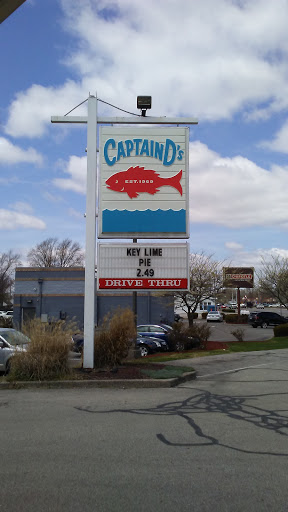 CAPTAIN D's
EST. 1969
KEY LIME
PIE
2.49
DRIVE THRU